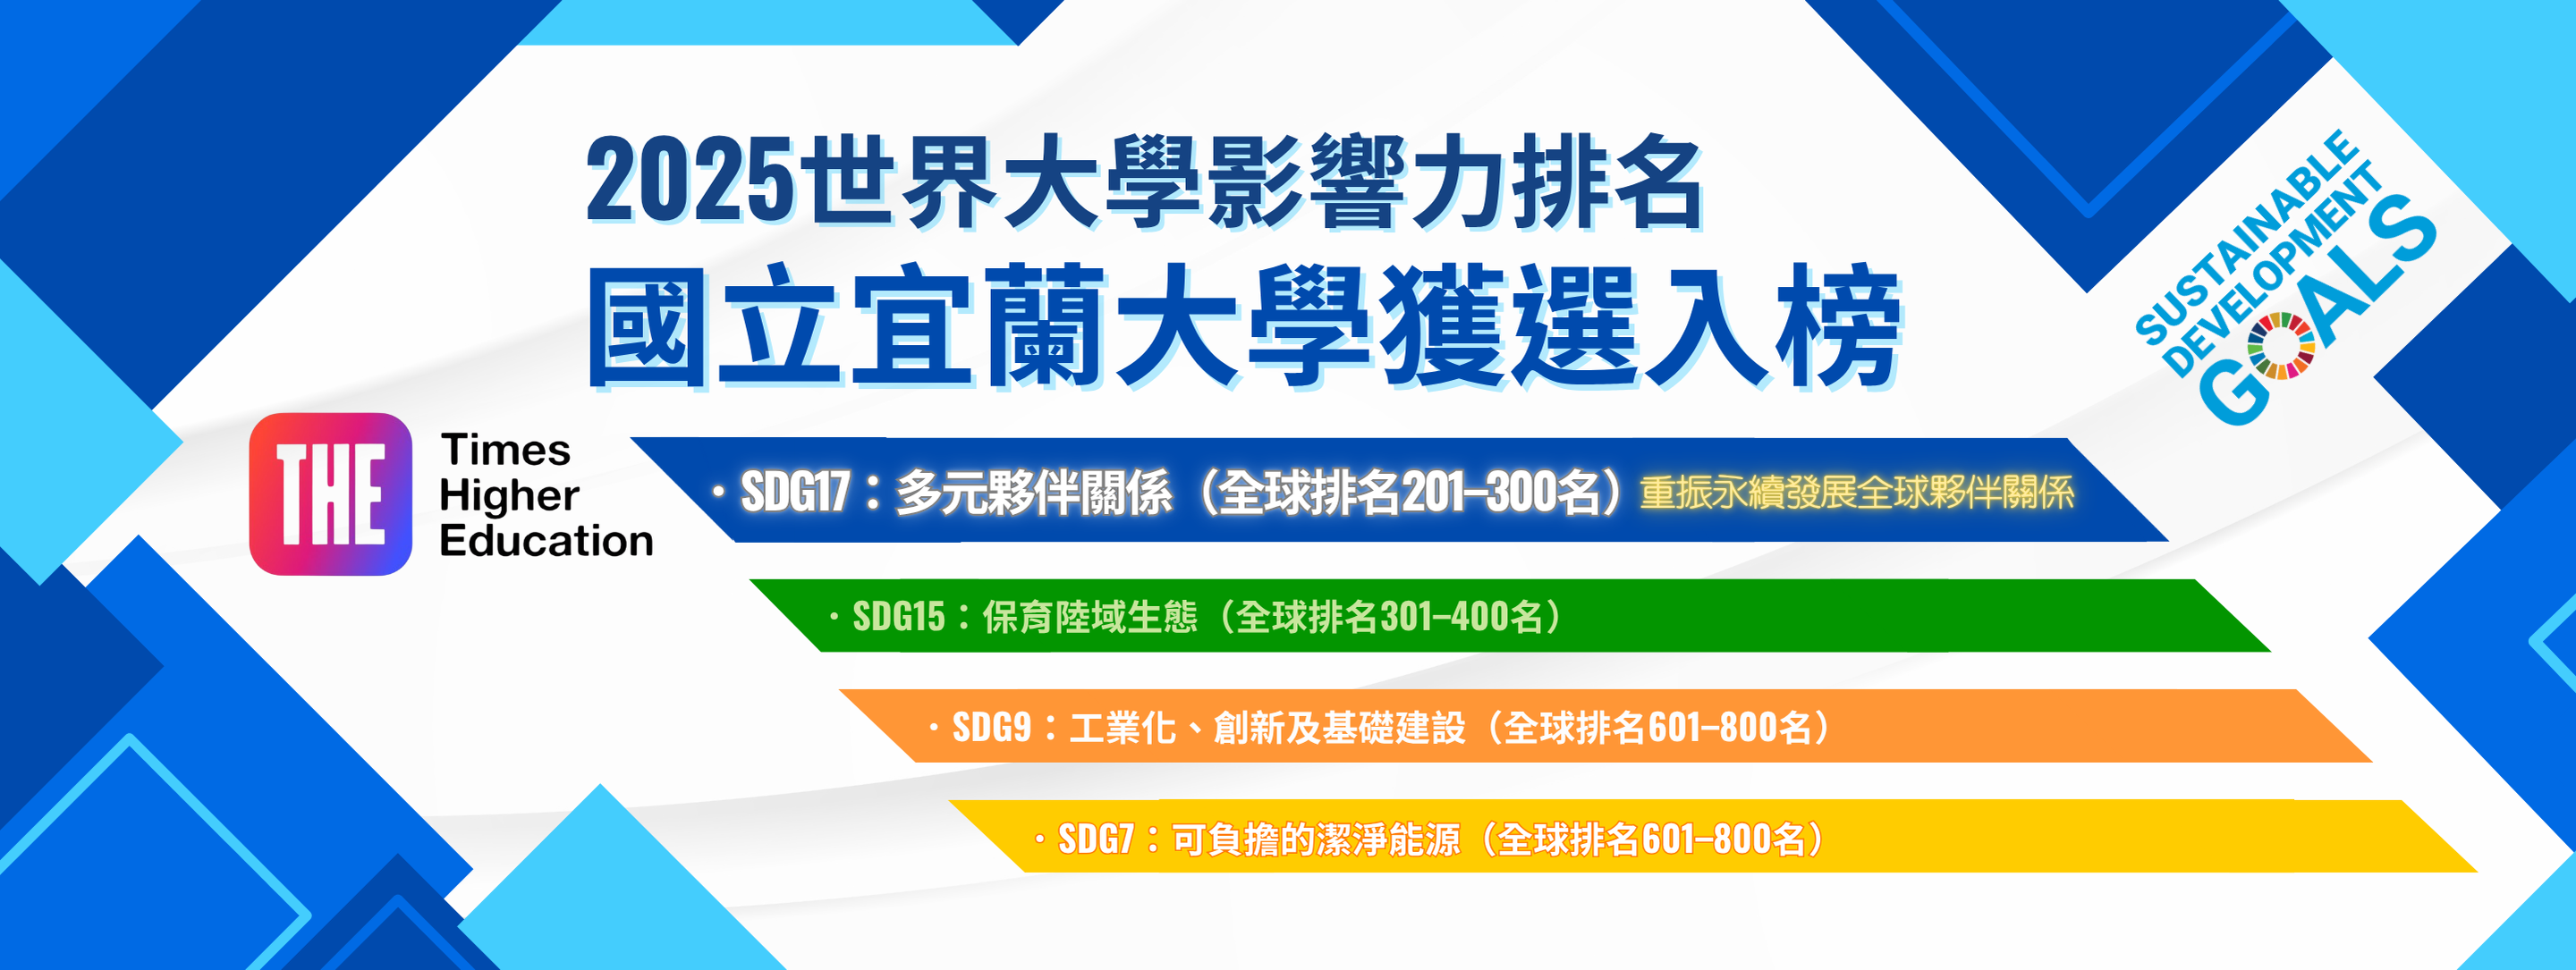 2025世界大學影響力排名
國立宜蘭大學獲選入榜
SUSTAINABLE
DEVELOPMENT
GOALS
THE
Times
Higher
Education
・SDG17：多元夥伴關係（全球排名201–300名）重振永續發展全球夥伴關係
・SDG15：保育陸域生態（全球排名301–400名）
・SDG9：工業化、創新及基礎建設（全球排名601–800名）
・SDG7：可負擔的潔淨能源（全球排名601–800名）